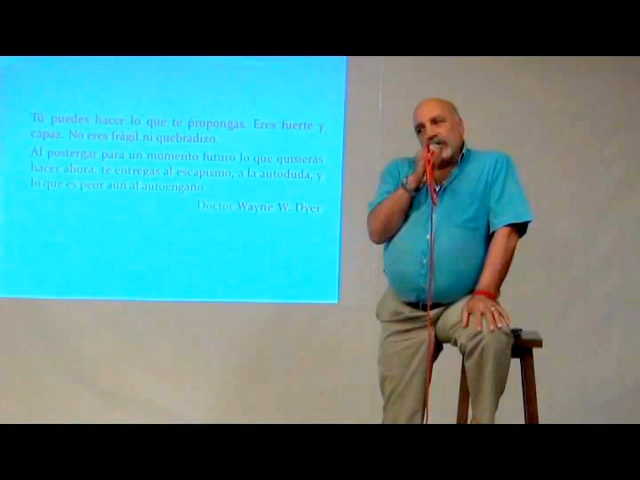 Tú puedes hacer lo que te propongas. Eres fuerte y
capaz. No eres frágil ni quebradizo.
Al postergar para un momento futuro lo que quisieras
hacer ahora, te entregas al escapismo, a la autoduda, y
lo que es peor aún al autoengaño.
Doctor Wayne W. Dyer